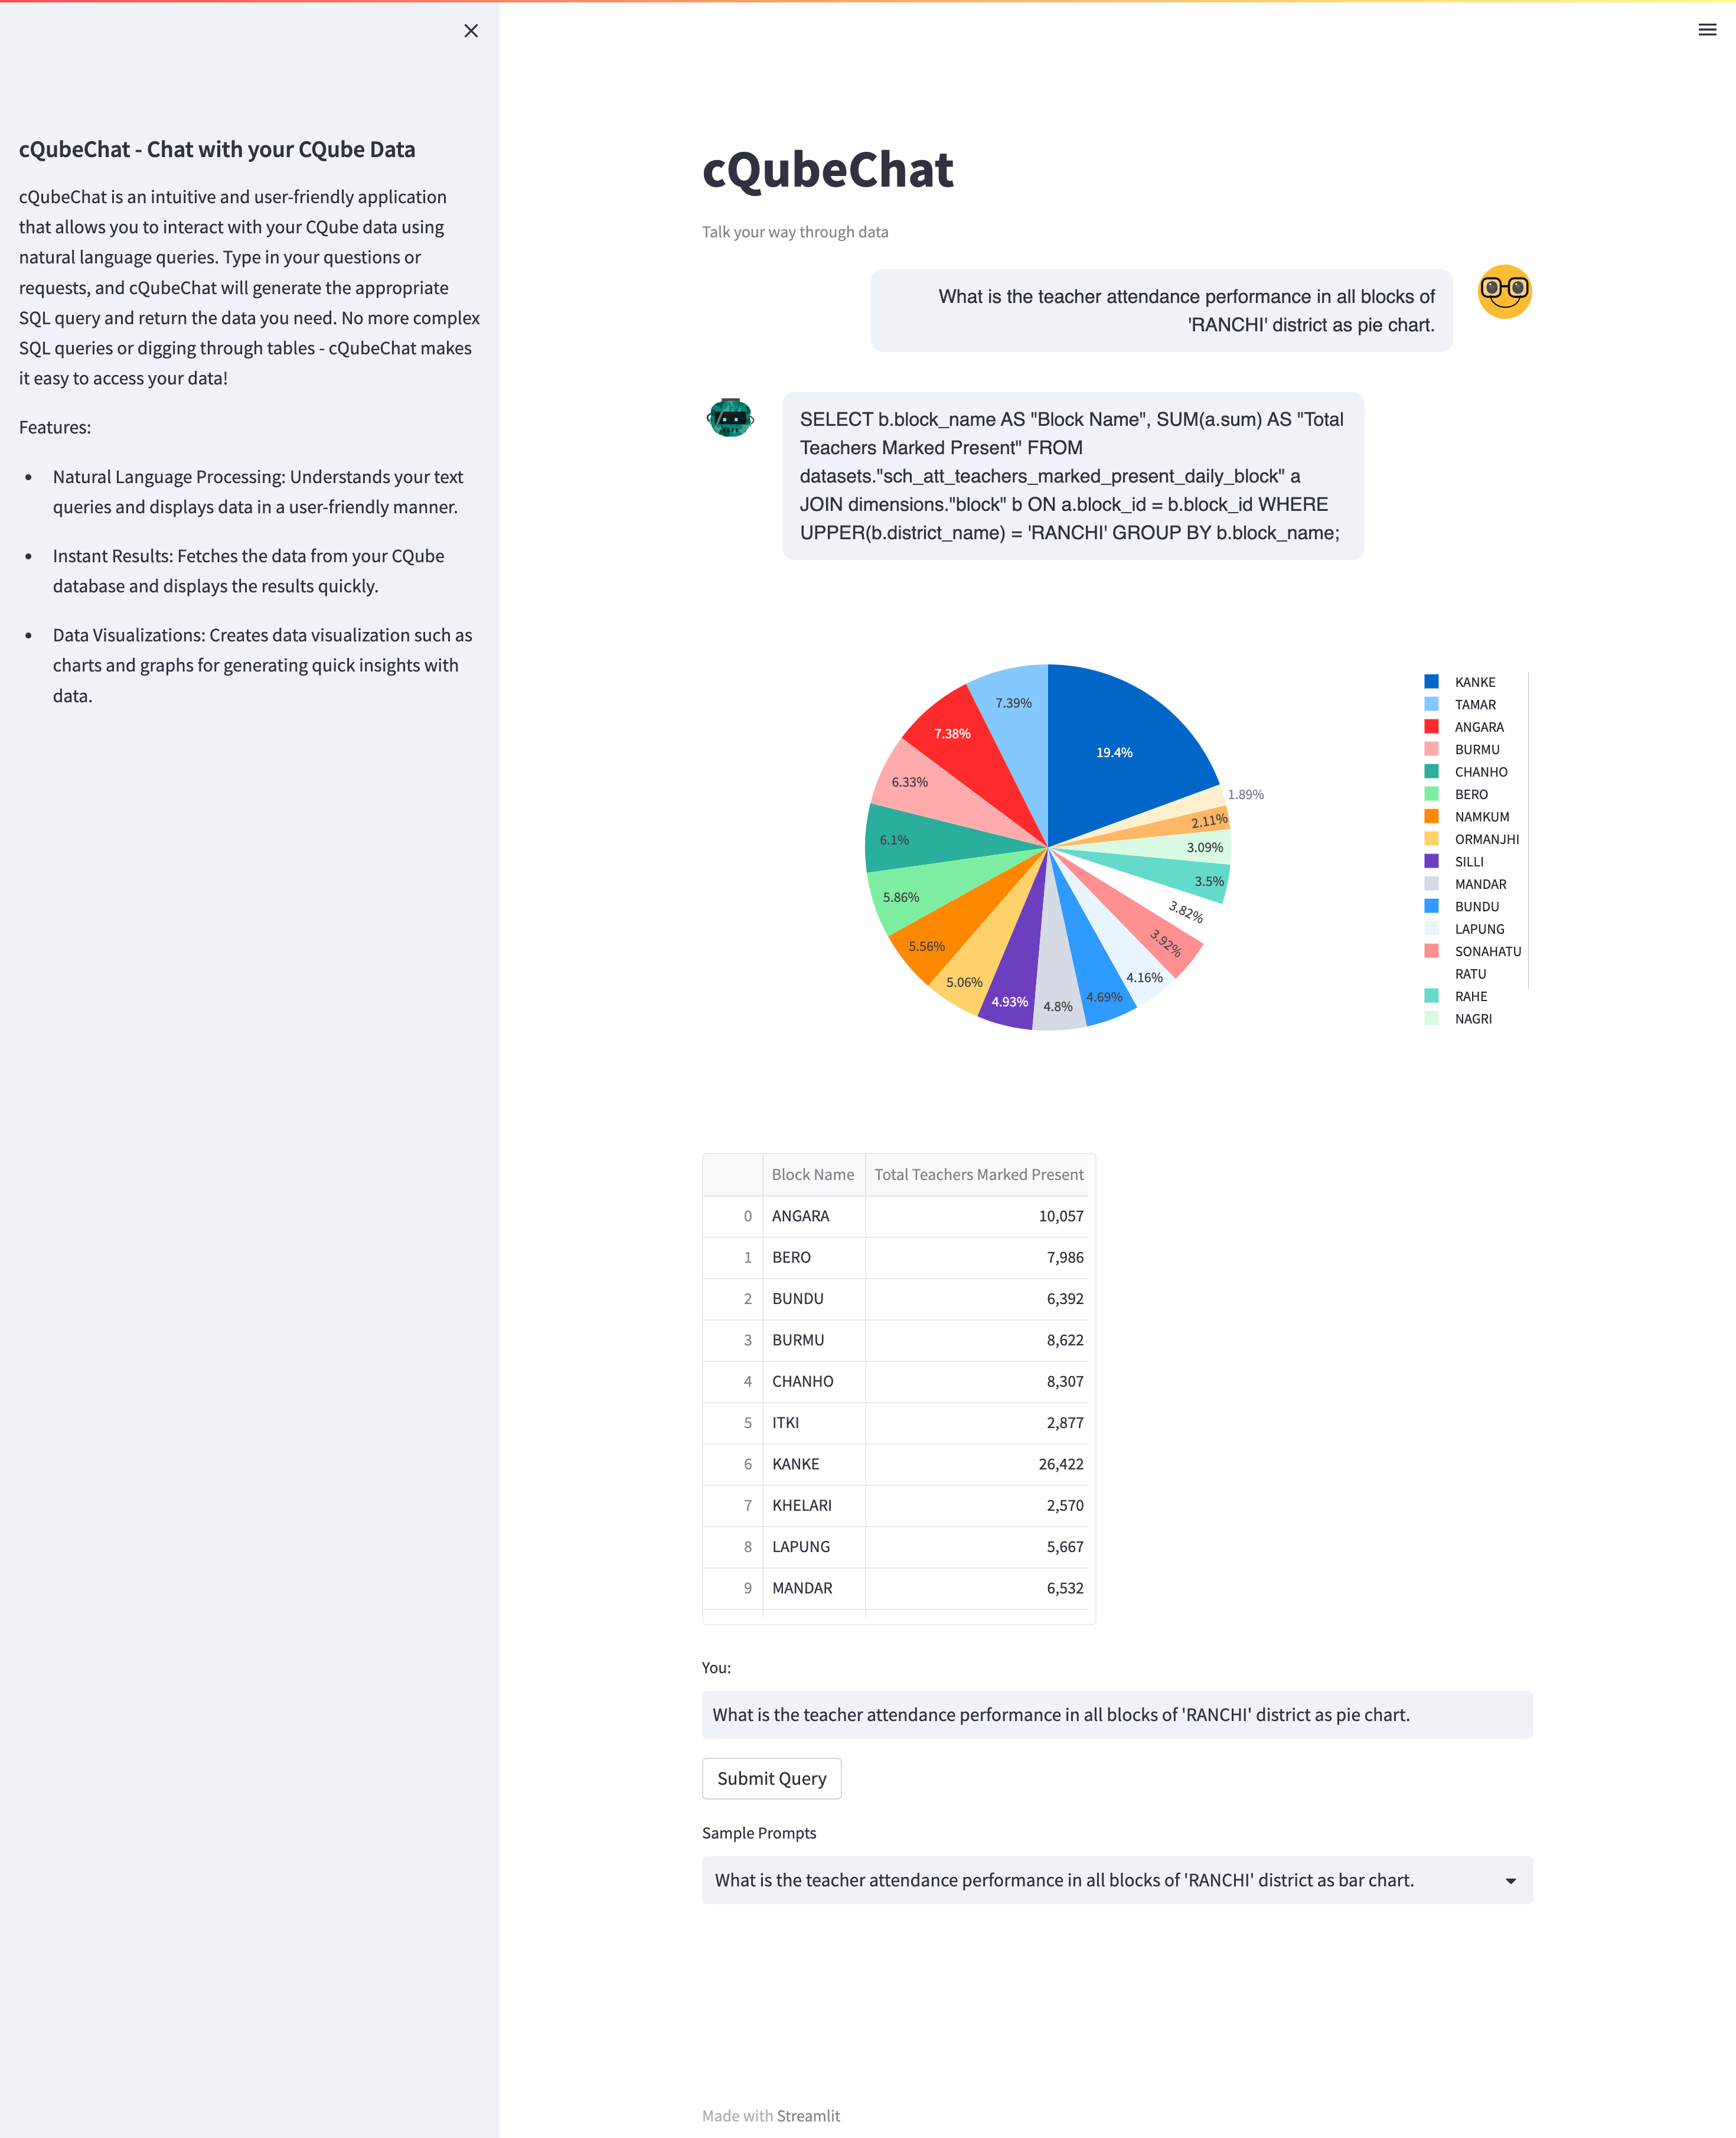 cQubeChat - Chat with your CQube Data
cQubeChat is an intuitive and user-friendly application
that allows you to interact with your CQube data using
natural language queries. Type in your questions or
requests, and cQubeChat will generate the appropriate
SQL query and return the data you need. No more complex
SQL queries or digging through tables - cQubeChat makes
it easy to access your data!
Features:
• Natural Language Processing: Understands your text
queries and displays data in a user-friendly manner.
• Instant Results: Fetches the data from your CQube
database and displays the results quickly.
• Data Visualizations: Creates data visualization such as
charts and graphs for generating quick insights with
data.
cQubeChat
Talk your way through data
What is the teacher attendance performance in all blocks of
'RANCHI' district as pie chart.
SELECT b.block_name AS "Block Name", SUM(a.sum) AS "Total
Teachers Marked Present" FROM
datasets."sch_att_teachers_marked_present_daily_block" a
JOIN dimensions."block" b ON a.block_id = b.block_id WHERE
UPPER(b.district_name) = 'RANCHI' GROUP BY b.block_name;
19.4%
1.89%
2.11%
3.09%
3.5%
3.82%
3.92%
4.16%
4.69%
4.8%
4.93%
5.06%
5.56%
5.86%
6.1%
6.33%
7.38%
7.39%
KANKE
TAMAR
ANGARA
BURMU
CHANHO
BERO
NAMKUM
ORMANJHI
SILLI
MANDAR
BUNDU
LAPUNG
SONAHATU
RATU
RAHE
NAGRI
Block Name Total Teachers Marked Present
0 ANGARA 10,057
1 BERO 7,986
2 BUNDU 6,392
3 BURMU 8,622
4 CHANHO 8,307
5 ITKI 2,877
6 KANKE 26,422
7 KHELARI 2,570
8 LAPUNG 5,667
9 MANDAR 6,532
You:
What is the teacher attendance performance in all blocks of 'RANCHI' district as pie chart.
Submit Query
Sample Prompts
What is the teacher attendance performance in all blocks of 'RANCHI' district as bar chart.
Made with Streamlit